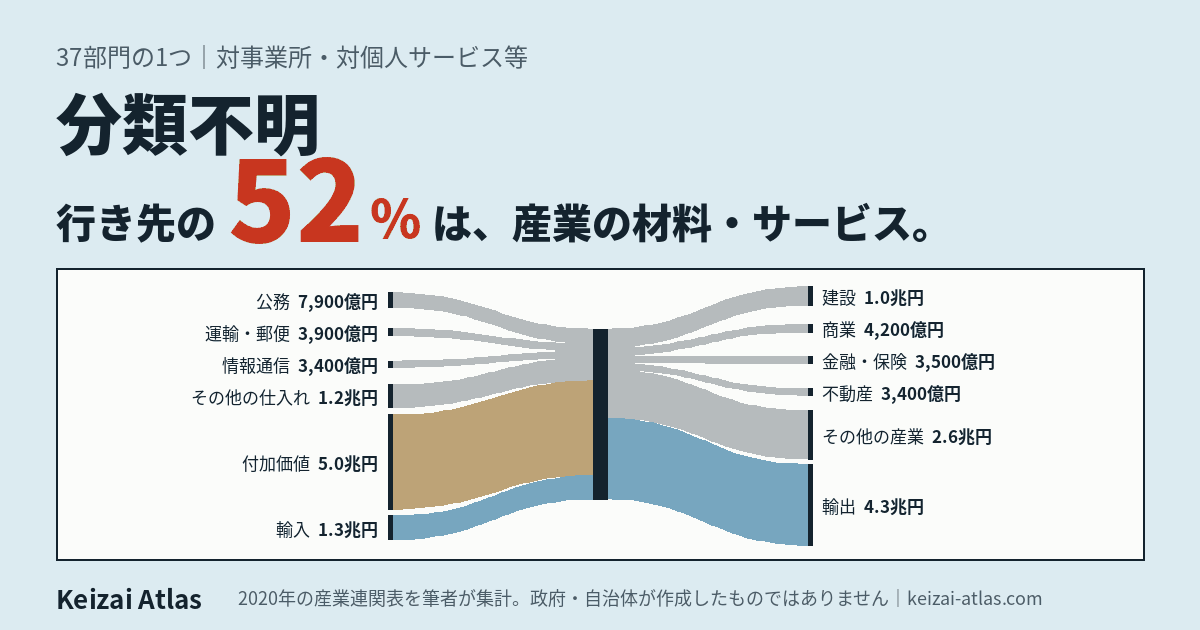 37部門の1つ｜対事業所・対個人サービス等
分類不明
行き先の 52% は、産業の材料・サービス。
公務 7,900億円
運輸・郵便 3,900億円
情報通信 3,400億円
その他の仕入れ 1.2兆円
付加価値 5.0兆円
輸入 1.3兆円
建設 1.0兆円
商業 4,200億円
金融・保険 3,500億円
不動産 3,400億円
その他の産業 2.6兆円
輸出 4.3兆円
Keizai Atlas 2020年の産業連関表を筆者が集計。政府・自治体が作成したものではありません｜keizai-atlas.com